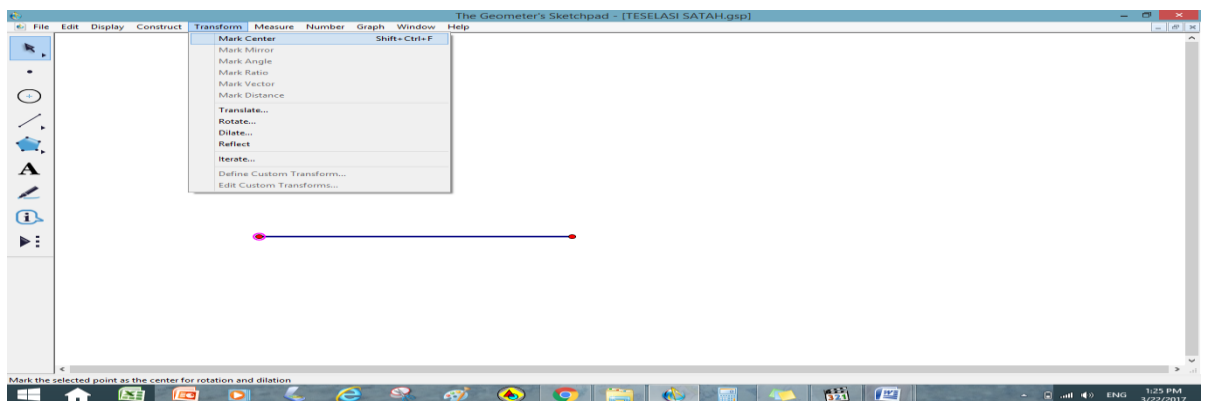 The Geometer's Sketchpad - [TESELASI SATAH.gsp]
File Edit Display Construct Transform Measure Number Graph Window Help
Mark Center Shift+Ctrl+F
Mark Mirror
Mark Angle
Mark Ratio
Mark Vector
Mark Distance
Translate...
Rotate...
Dilate...
Reflect
Iterate...
Define Custom Transform...
Edit Custom Transforms...
A
Mark the selected point as the center for rotation and dilation
321
ENG
1:25 PM
3/22/2017